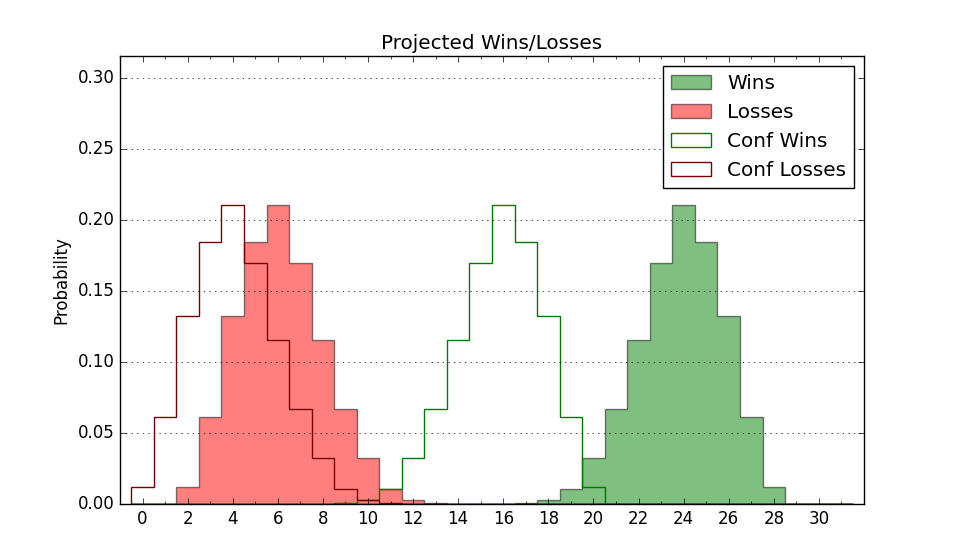 Projected Wins/Losses
Probability
0.30
0.25
0.20
0.15
0.10
0.05
0.00
0 2 4 6 8 10 12 14 16 18 20 22 24 26 28 30
Wins
Losses
Conf Wins
Conf Losses